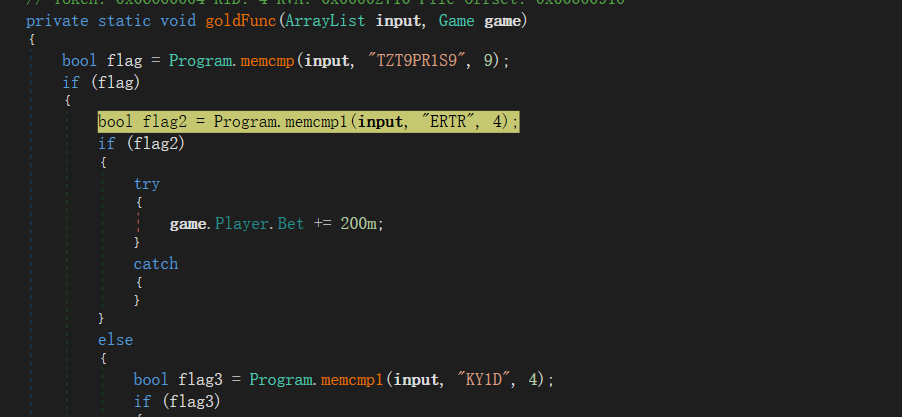 // Token: 0x06000004 RID: 4 RVA: 0x00002710 File Offset: 0x00000910
private static void goldFunc(ArrayList input, Game game)
{
bool flag = Program.memcmp(input, "TZT9PR1S9", 9);
if (flag)
{
bool flag2 = Program.memcmp1(input, "ERTR", 4);
if (flag2)
{
try
{
game.Player.Bet += 200m;
}
catch
{
}
}
else
{
bool flag3 = Program.memcmp1(input, "KY1D", 4);
if (flag3)